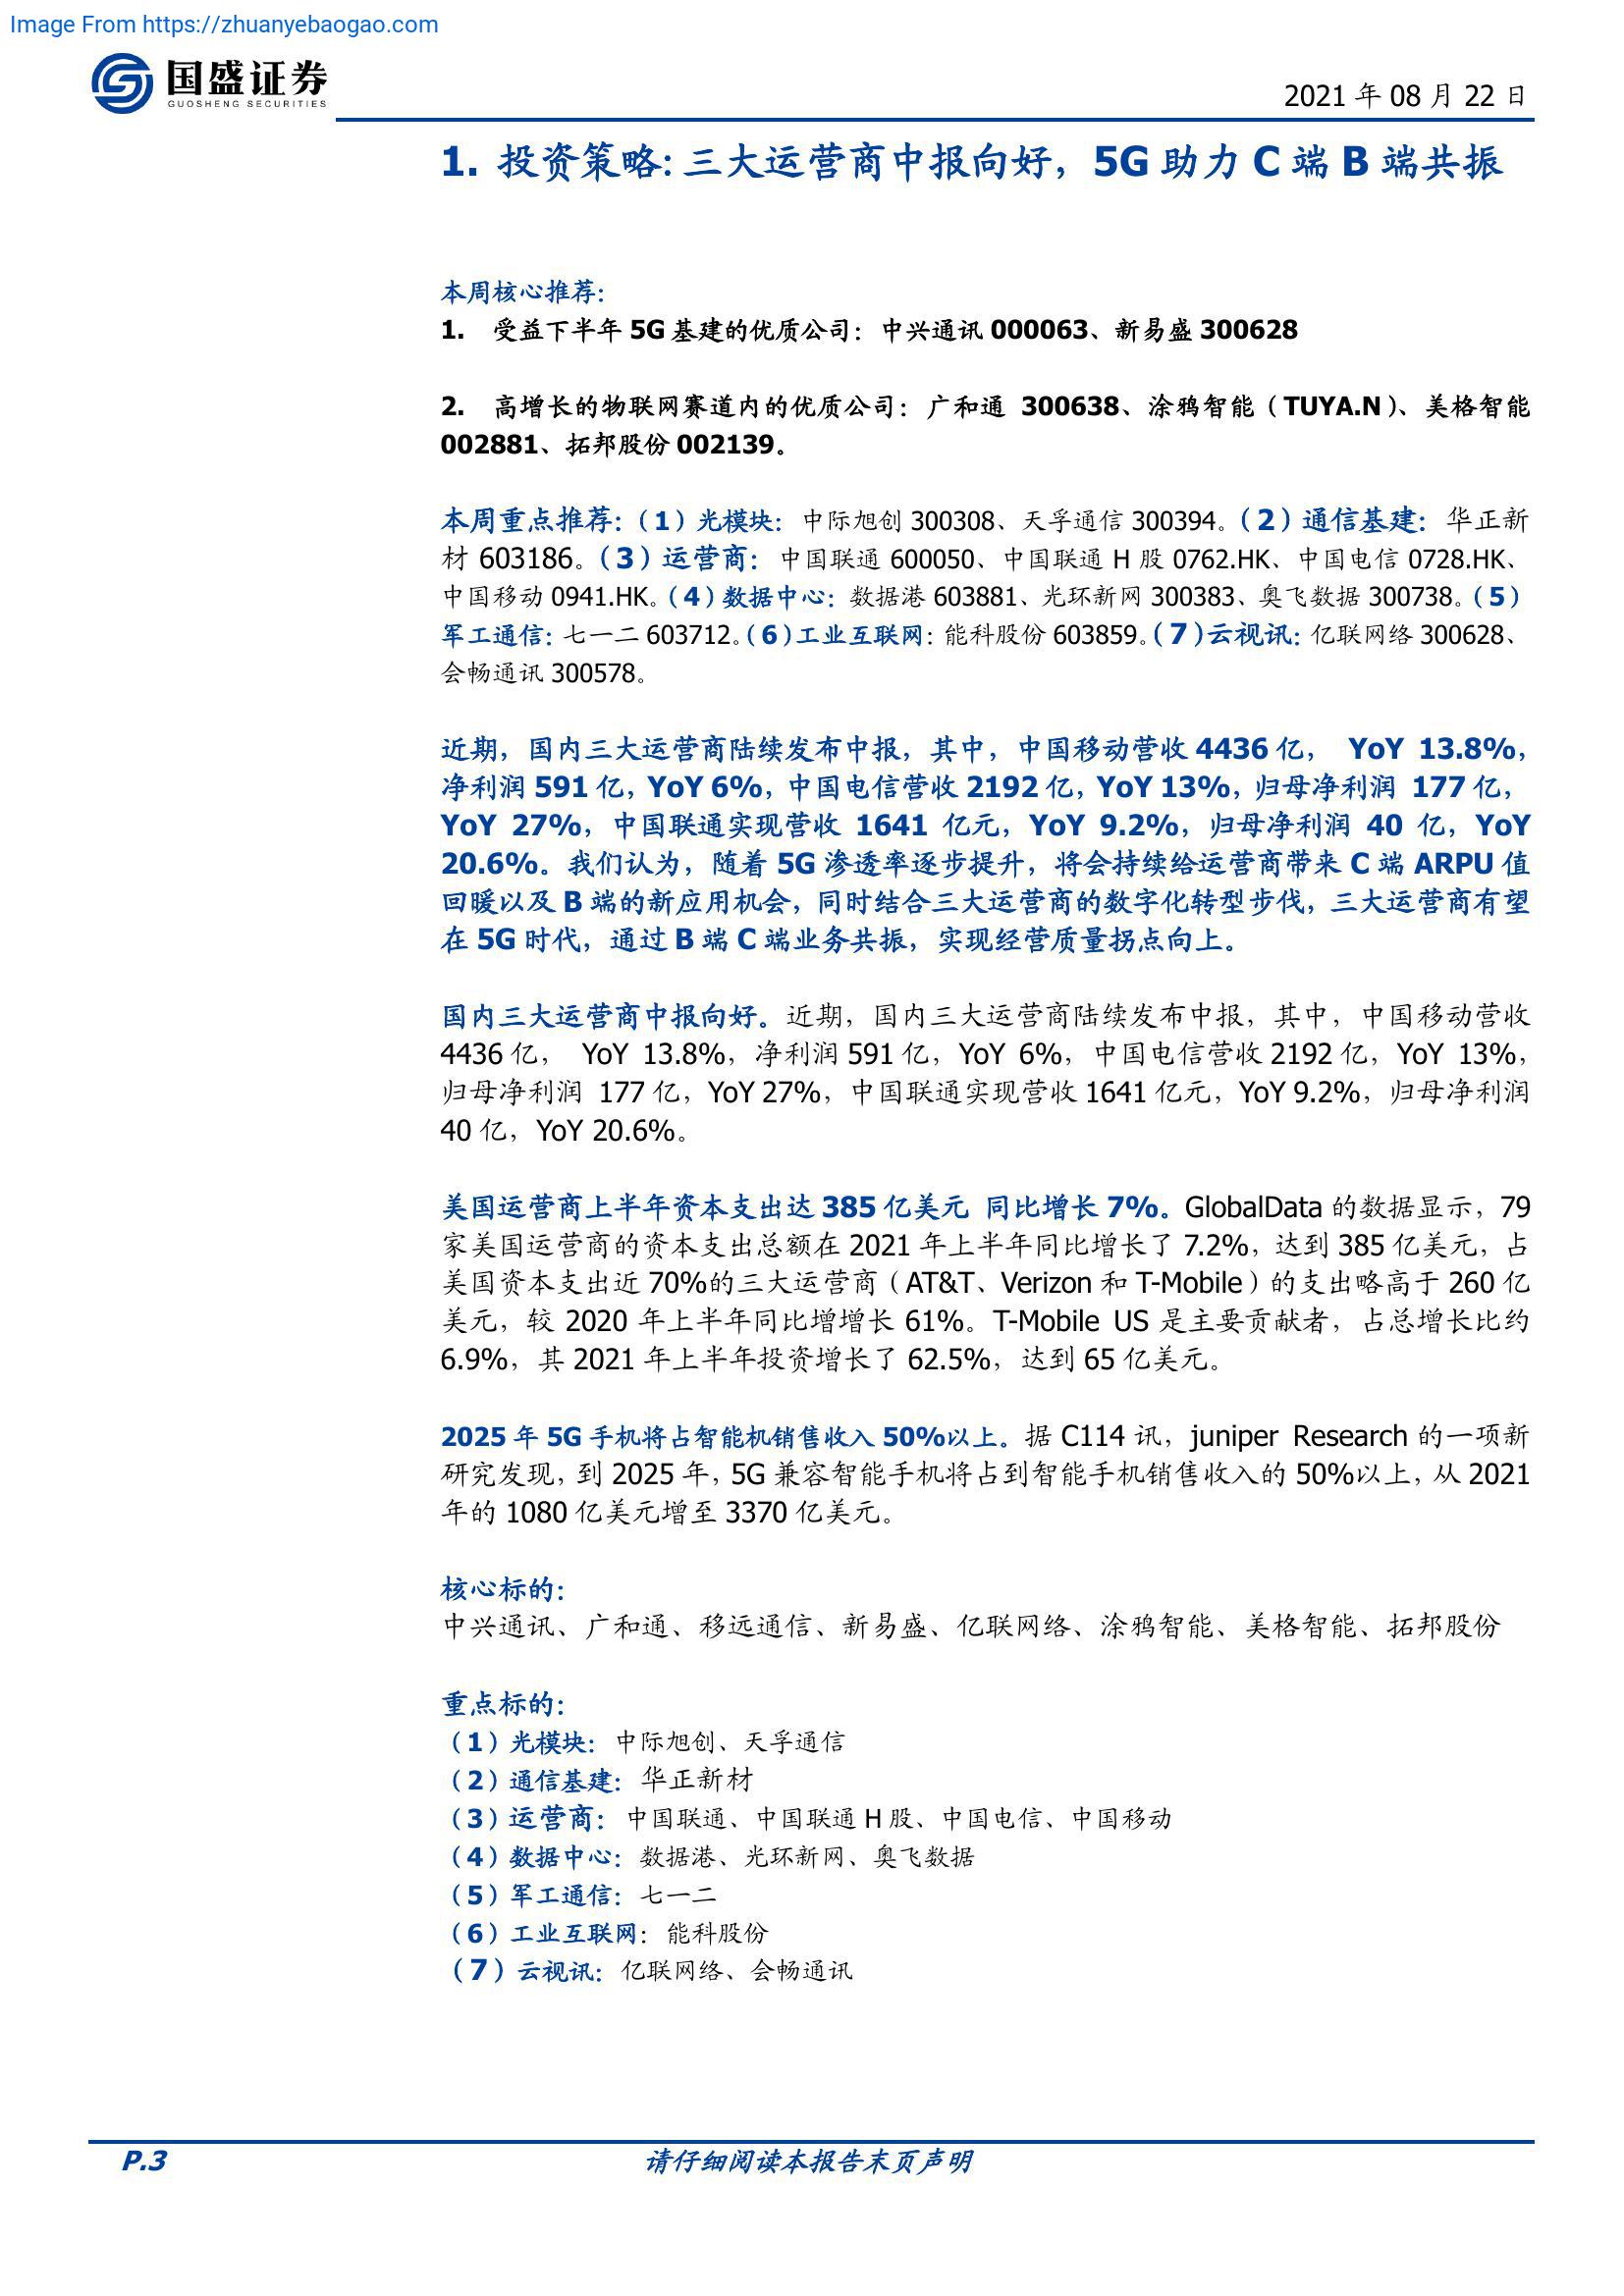 Image From https://zhuanyebaogao.com
国盛证券
GUOSHENG SECURITIES
2021 年 08 月 22 日
1. 投资策略: 三大运营商中报向好，5G 助力 C 端 B 端共振
本周核心推荐：
1. 受益下半年 5G 基建的优质公司：中兴通讯 000063、新易盛 300628
2. 高增长的物联网赛道内的优质公司：广和通 300638、涂鸦智能（TUYA.N）、美格智能
002881、拓邦股份 002139。
本周重点推荐：（1）光模块：中际旭创 300308、天孚通信 300394。（2）通信基建：华正新
材 603186。（3）运营商：中国联通 600050、中国联通 H 股 0762.HK、中国电信 0728.HK、
中国移动 0941.HK。（4）数据中心：数据港 603881、光环新网 300383、奥飞数据 300738。（5）
军工通信：七一二 603712。（6）工业互联网：能科股份 603859。（7）云视讯：亿联网络 300628、
会畅通讯 300578。
近期，国内三大运营商陆续发布中报，其中，中国移动营收 4436 亿， YoY 13.8%，
净利润 591 亿，YoY 6%，中国电信营收 2192 亿，YoY 13%，归母净利润 177 亿，
YoY 27%，中国联通实现营收 1641 亿元，YoY 9.2%，归母净利润 40 亿，YoY
20.6%。我们认为，随着 5G 渗透率逐步提升，将会持续给运营商带来 C 端 ARPU 值
回暖以及 B 端的新应用机会，同时结合三大运营商的数字化转型步伐，三大运营商有望
在 5G 时代，通过 B 端 C 端业务共振，实现经营质量拐点向上。
国内三大运营商中报向好。近期，国内三大运营商陆续发布中报，其中，中国移动营收
4436 亿， YoY 13.8%，净利润 591 亿，YoY 6%，中国电信营收 2192 亿，YoY 13%，
归母净利润 177 亿，YoY 27%，中国联通实现营收 1641 亿元，YoY 9.2%，归母净利润
40 亿，YoY 20.6%。
美国运营商上半年资本支出达 385 亿美元 同比增长 7%。GlobalData 的数据显示，79
家美国运营商的资本支出总额在 2021 年上半年同比增长了 7.2%，达到 385 亿美元，占
美国资本支出近 70%的三大运营商（AT&T、Verizon 和 T-Mobile）的支出略高于 260 亿
美元，较 2020 年上半年同比增增长 61%。T-Mobile US 是主要贡献者，占总增长比约
6.9%，其 2021 年上半年投资增长了 62.5%，达到 65 亿美元。
2025 年 5G 手机将占智能机销售收入 50%以上。据 C114 讯，juniper Research 的一项新
研究发现，到 2025 年，5G 兼容智能手机将占到智能手机销售收入的 50%以上，从 2021
年的 1080 亿美元增至 3370 亿美元。
核心标的：
中兴通讯、广和通、移远通信、新易盛、亿联网络、涂鸦智能、美格智能、拓邦股份
重点标的：
（1）光模块：中际旭创、天孚通信
（2）通信基建：华正新材
（3）运营商：中国联通、中国联通 H 股、中国电信、中国移动
（4）数据中心：数据港、光环新网、奥飞数据
（5）军工通信：七一二
（6）工业互联网：能科股份
（7）云视讯：亿联网络、会畅通讯
P.3
请仔细阅读本报告末页声明